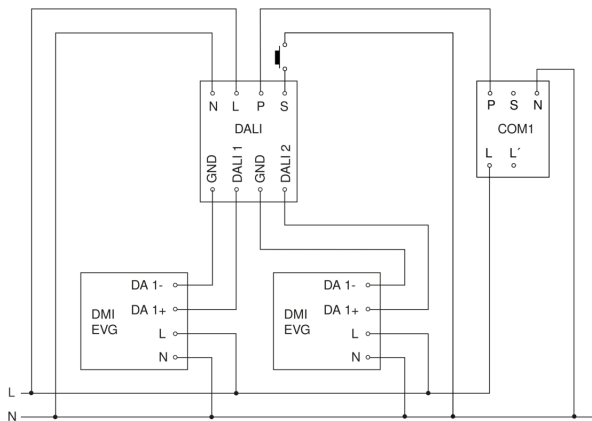 N L P S
DALI
GND DALI 1 GND DALI 2
P S N
COM1
L L´
DA 1-
DA 1+
DMI
EVG
L
N
DA 1-
DA 1+
DMI
EVG
L
N
L
N